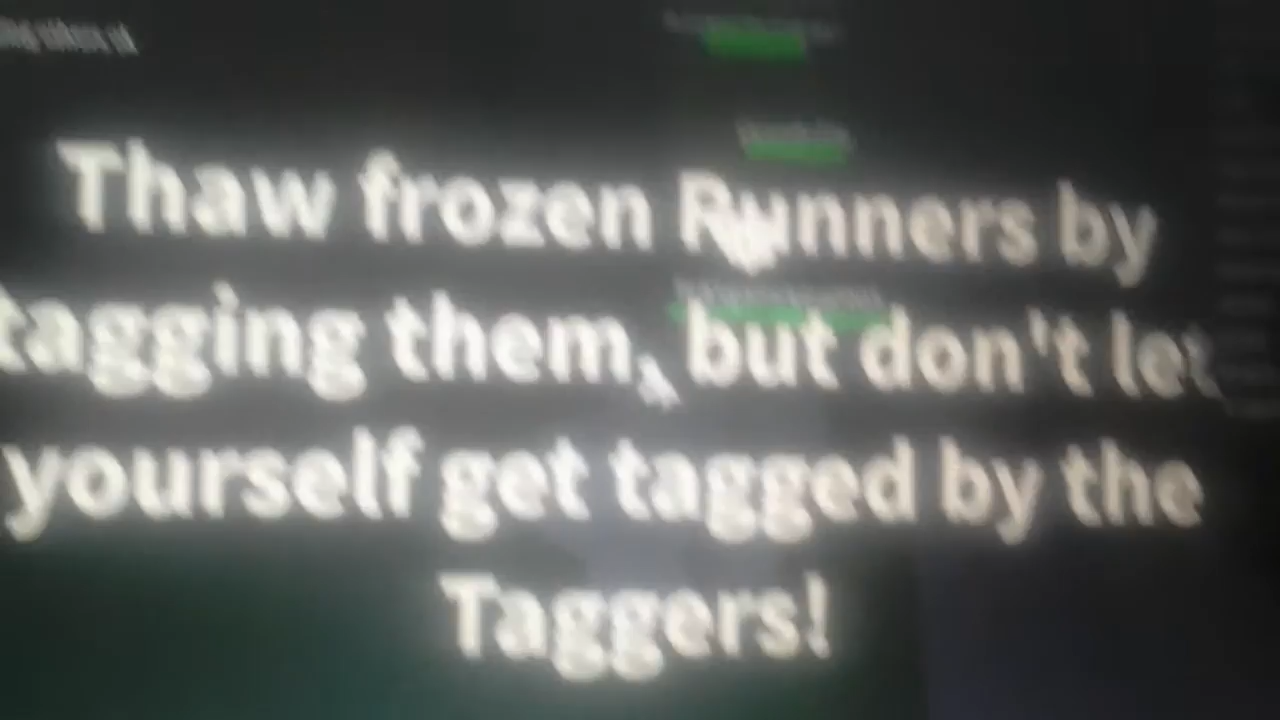 Thaw frozen Runners by
tagging them, but don't let
yourself get tagged by the
Taggers!